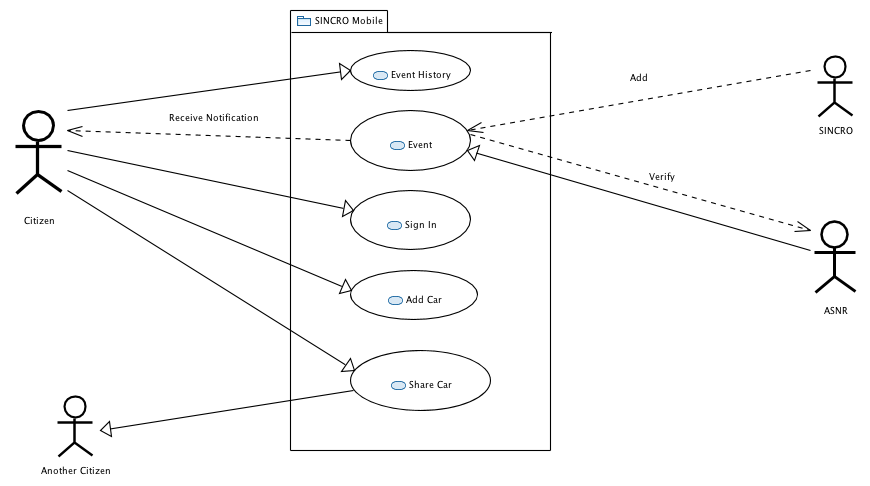 SINCRO Mobile
Event History
Add
Receive Notification
SINCRO
Event
Verify
Citizen
Sign In
Add Car
ASNR
Share Car
Another Citizen